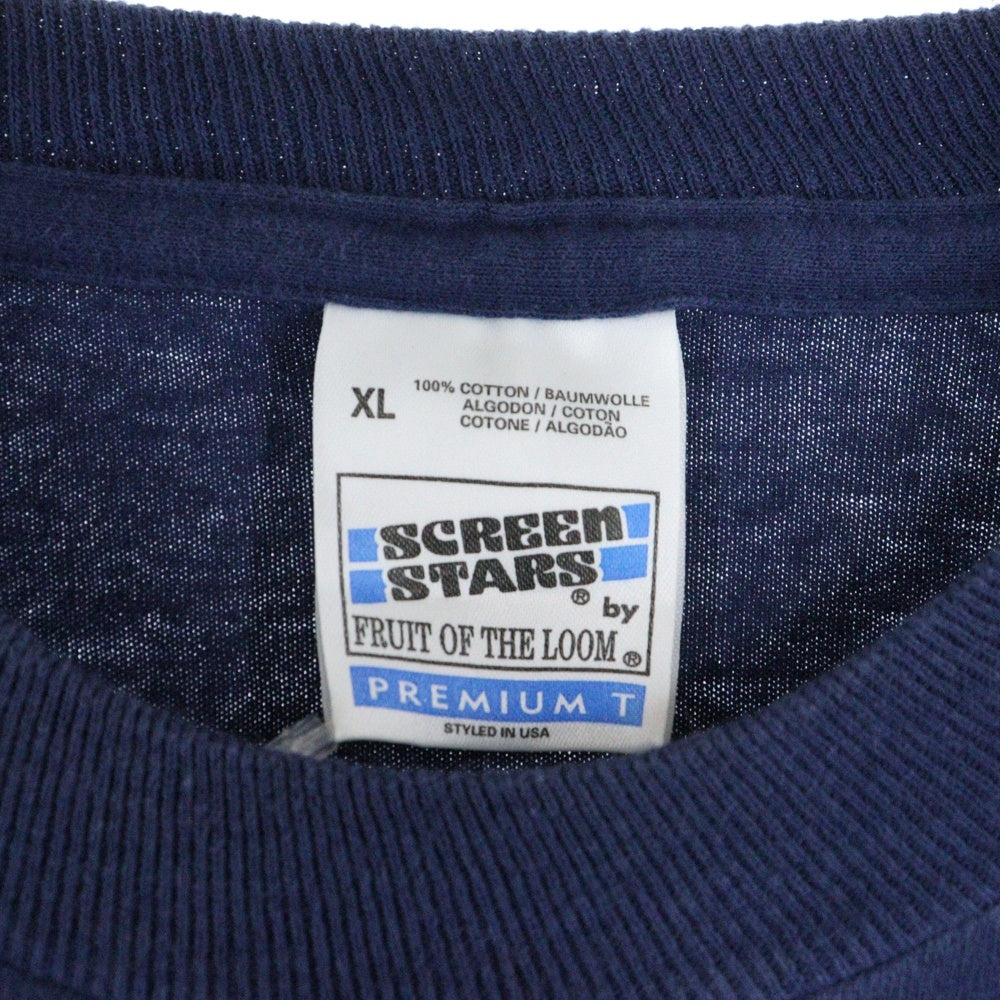 XL
100% COTTON / BAUMWOLLE
ALGODON / COTON
COTONE / ALGODÃO
SCREEN
STARS®
by
FRUIT OF THE LOOM®
PREMIUM T
STYLED IN USA